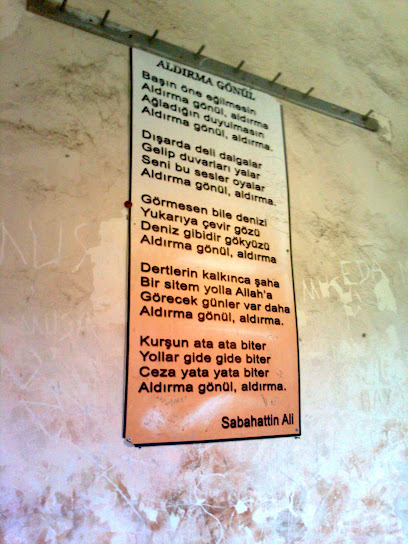 ALDIRMA GÖNÜL
Başın öne eğilmesin
Aldırma gönül, aldırma
Ağladığın duyulmasın
Aldırma gönül, aldırma.
Dışarda deli dalgalar
Gelip duvarları yalar
Seni bu sesler oyalar
Aldırma gönül, aldırma.
Görmesen bile denizi
Yukarıya çevir gözü
Deniz gibidir gökyüzü
Aldırma gönül, aldırma
Dertlerin kalkınca şaha
Bir sitem yolla Allah'a
Görecek günler var daha
Aldırma gönül, aldırma.
Kurşun ata ata biter
Yollar gide gide biter
Ceza yata yata biter
Aldırma gönül, aldırma.
Sabahattin Ali